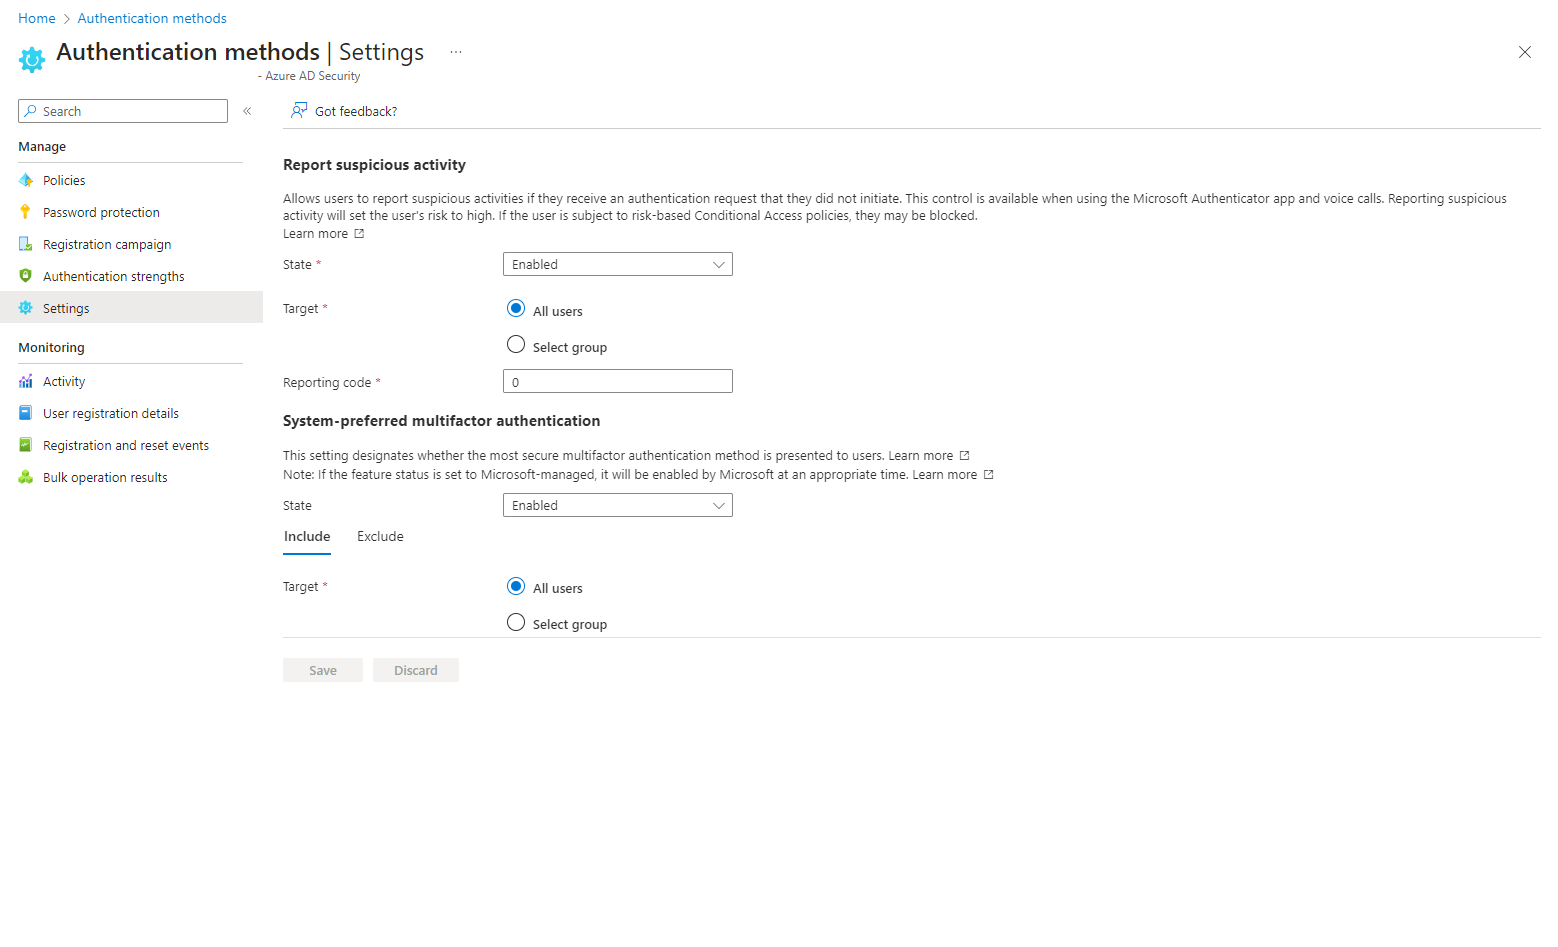 Home > Authentication methods
Authentication methods | Settings ...
- Azure AD Security
Search «
Manage
Policies
Password protection
Registration campaign
Authentication strengths
Settings
Monitoring
Activity
User registration details
Registration and reset events
Bulk operation results
Got feedback?
Report suspicious activity
Allows users to report suspicious activities if they receive an authentication request that they did not initiate. This control is available when using the Microsoft Authenticator app and voice calls. Reporting suspicious
activity will set the user's risk to high. If the user is subject to risk-based Conditional Access policies, they may be blocked.
Learn more
State * Enabled
Target * All users
Select group
Reporting code * 0
System-preferred multifactor authentication
This setting designates whether the most secure multifactor authentication method is presented to users. Learn more
Note: If the feature status is set to Microsoft-managed, it will be enabled by Microsoft at an appropriate time. Learn more
State Enabled
Include Exclude
Target * All users
Select group
Save Discard